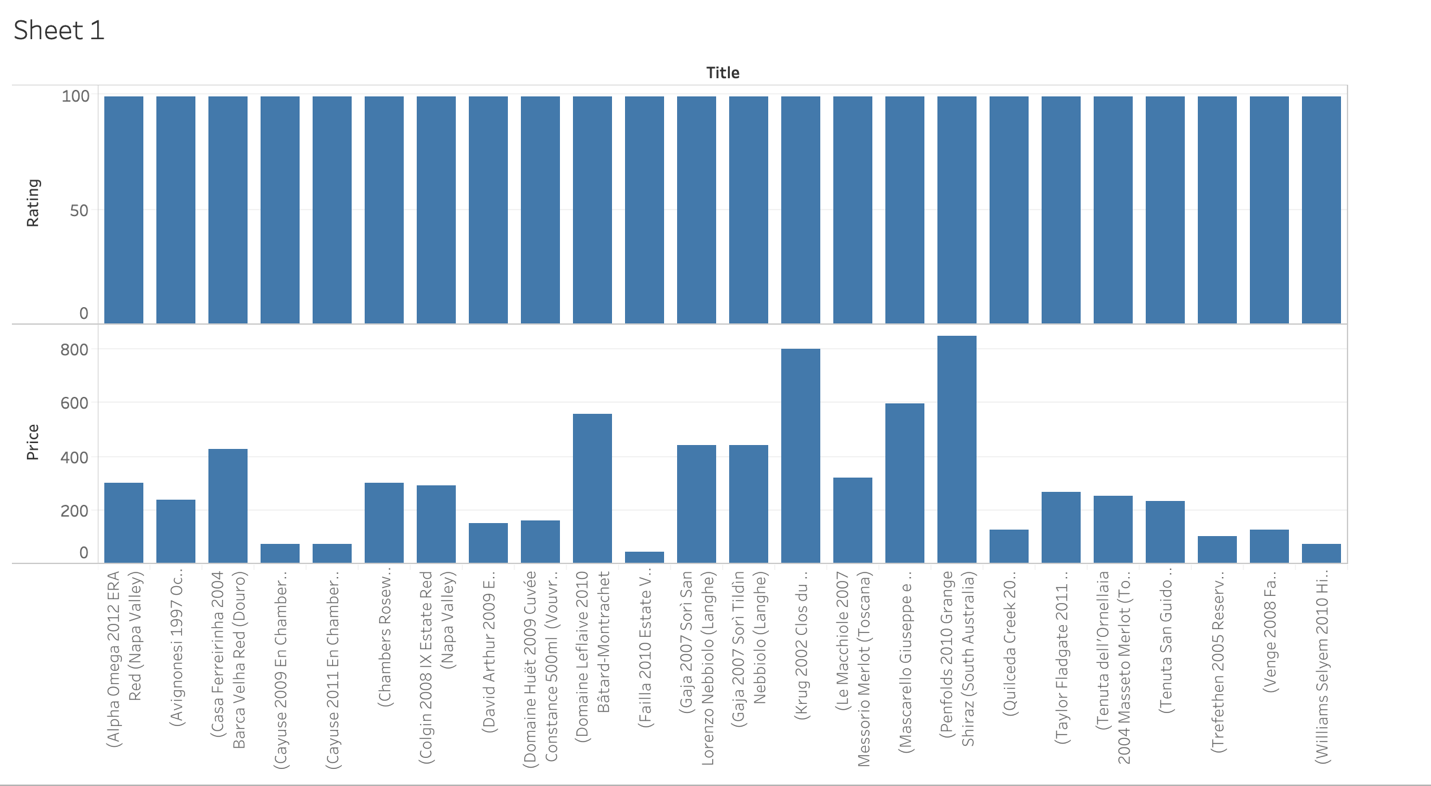 Sheet 1
Title
100
50
0
Rating
800
600
400
200
0
Price
(Alpha Omega 2012 ERA
Red (Napa Valley)
(Avignonesi 1997 Oc..
(Casa Ferreirinha 2004
Barca Velha Red (Douro)
(Cayuse 2009 En Chamber..
(Cayuse 2011 En Chamber..
(Chambers Rosew..
(Colgin 2008 IX Estate Red
(Napa Valley)
(David Arthur 2009 E..
(Domaine Huët 2009 Cuvée
Constance 500ml (Vouvr..
(Domaine Leflaive 2010
Bâtard-Montrachet
(Failla 2010 Estate V..
(Gaja 2007 Sorì San
Lorenzo Nebbiolo (Langhe)
(Gaja 2007 Sorì Tildìn
Nebbiolo (Langhe)
(Krug 2002 Clos du ..
(Le Macchiole 2007
Messorio Merlot (Toscana)
(Mascarello Giuseppe e ..
(Penfolds 2010 Grange
Shiraz (South Australia)
(Quilceda Creek 20..
(Taylor Fladgate 2011 ..
(Tenuta dell'Ornellaia
2004 Masseto Merlot (To..
(Tenuta San Guido ..
(Trefethen 2005 Reserv..
(Venge 2008 Fa..
(Williams Selyem 2010 Hi..